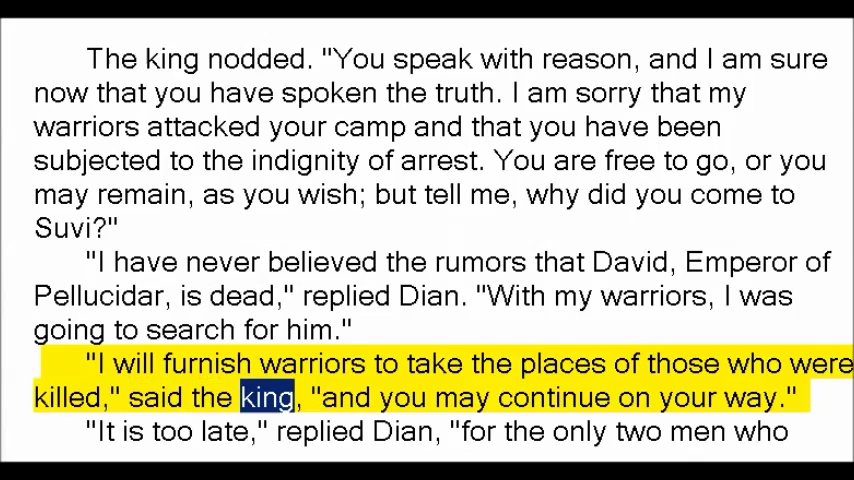 The king nodded. "You speak with reason, and I am sure
now that you have spoken the truth. I am sorry that my
warriors attacked your camp and that you have been
subjected to the indignity of arrest. You are free to go, or you
may remain, as you wish; but tell me, why did you come to
Suvi?"
"I have never believed the rumors that David, Emperor of
Pellucidar, is dead," replied Dian. "With my warriors, I was
going to search for him."
"I will furnish warriors to take the places of those who were
killed," said the king, "and you may continue on your way."
"It is too late," replied Dian, "for the only two men who